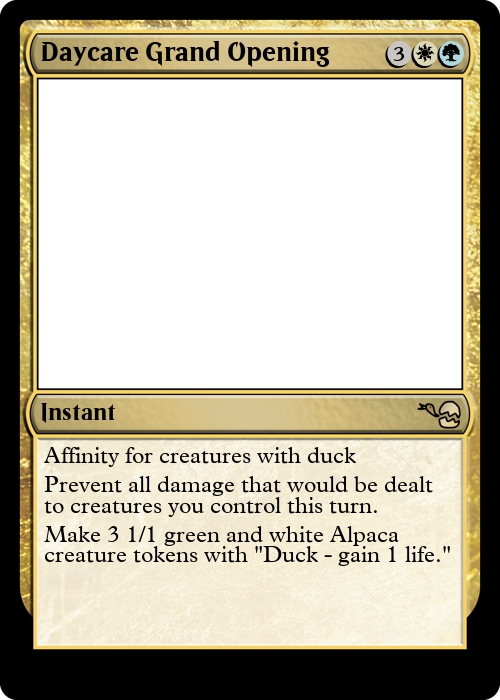 Daycare Grand Opening 3
Instant
Affinity for creatures with duck
Prevent all damage that would be dealt
to creatures you control this turn.
Make 3 1/1 green and white Alpaca
creature tokens with "Duck - gain 1 life."